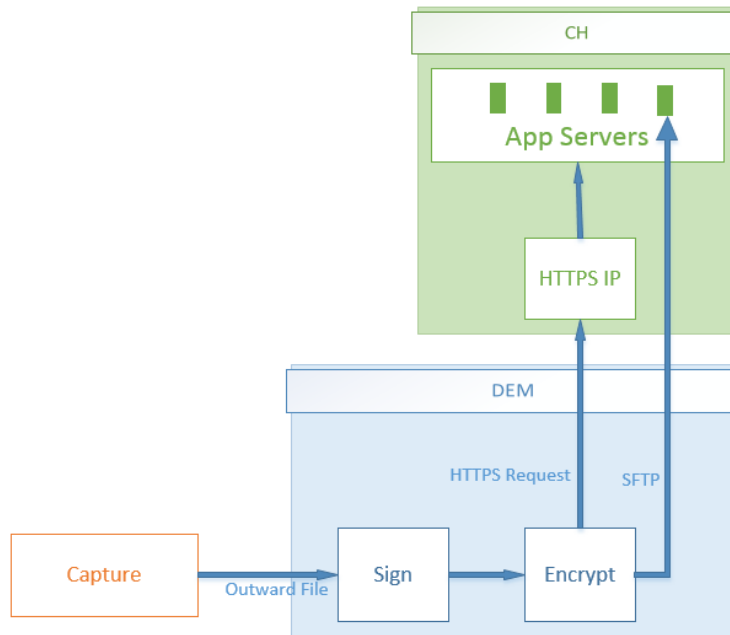 CH
App Servers
HTTPS IP
DEM
HTTPS Request
SFTP
Capture
Outward File
Sign
Encrypt